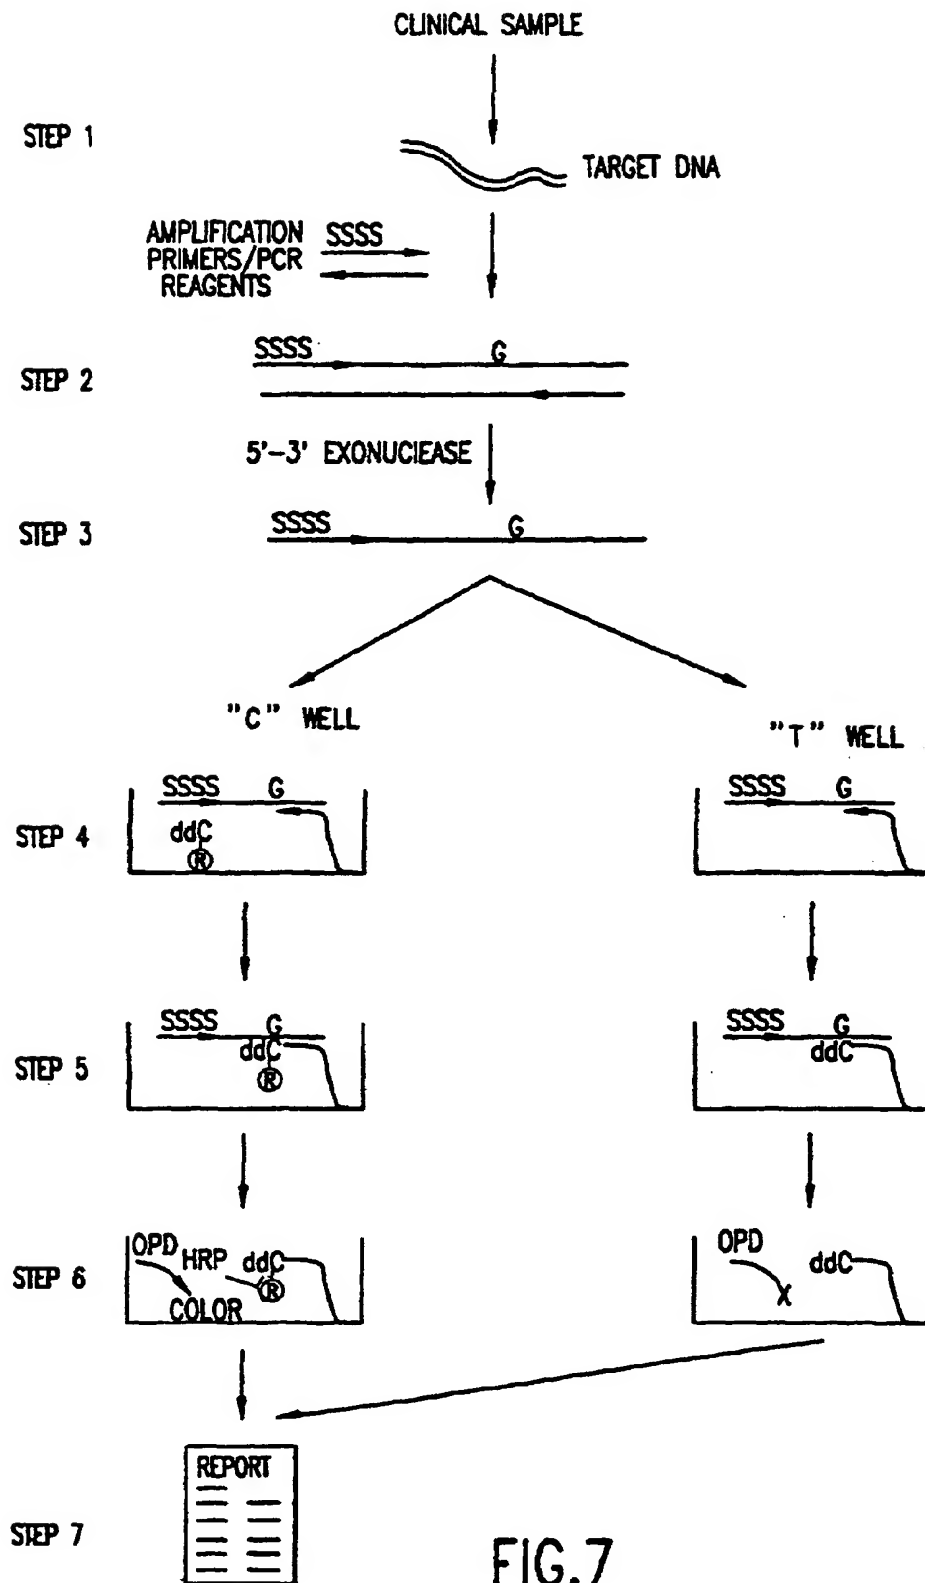 CLINICAL SAMPLE
STEP 1
TARGET DNA
AMPLIFICATION SSSS
PRIMERS/PCR
REAGENTS
SSSS G
STEP 2
5'-3' EXONUCIEASE
SSSS G
STEP 3
"C" WELL
"T" WELL
SSSS G
SSSS G
STEP 4
ddC
R
SSSS G
SSSS G
ddC
ddC
STEP 5
R
OPD HRP ddC
OPD ddC
STEP 6
R
X
COLOR
REPORT
STEP 7
FIG.7